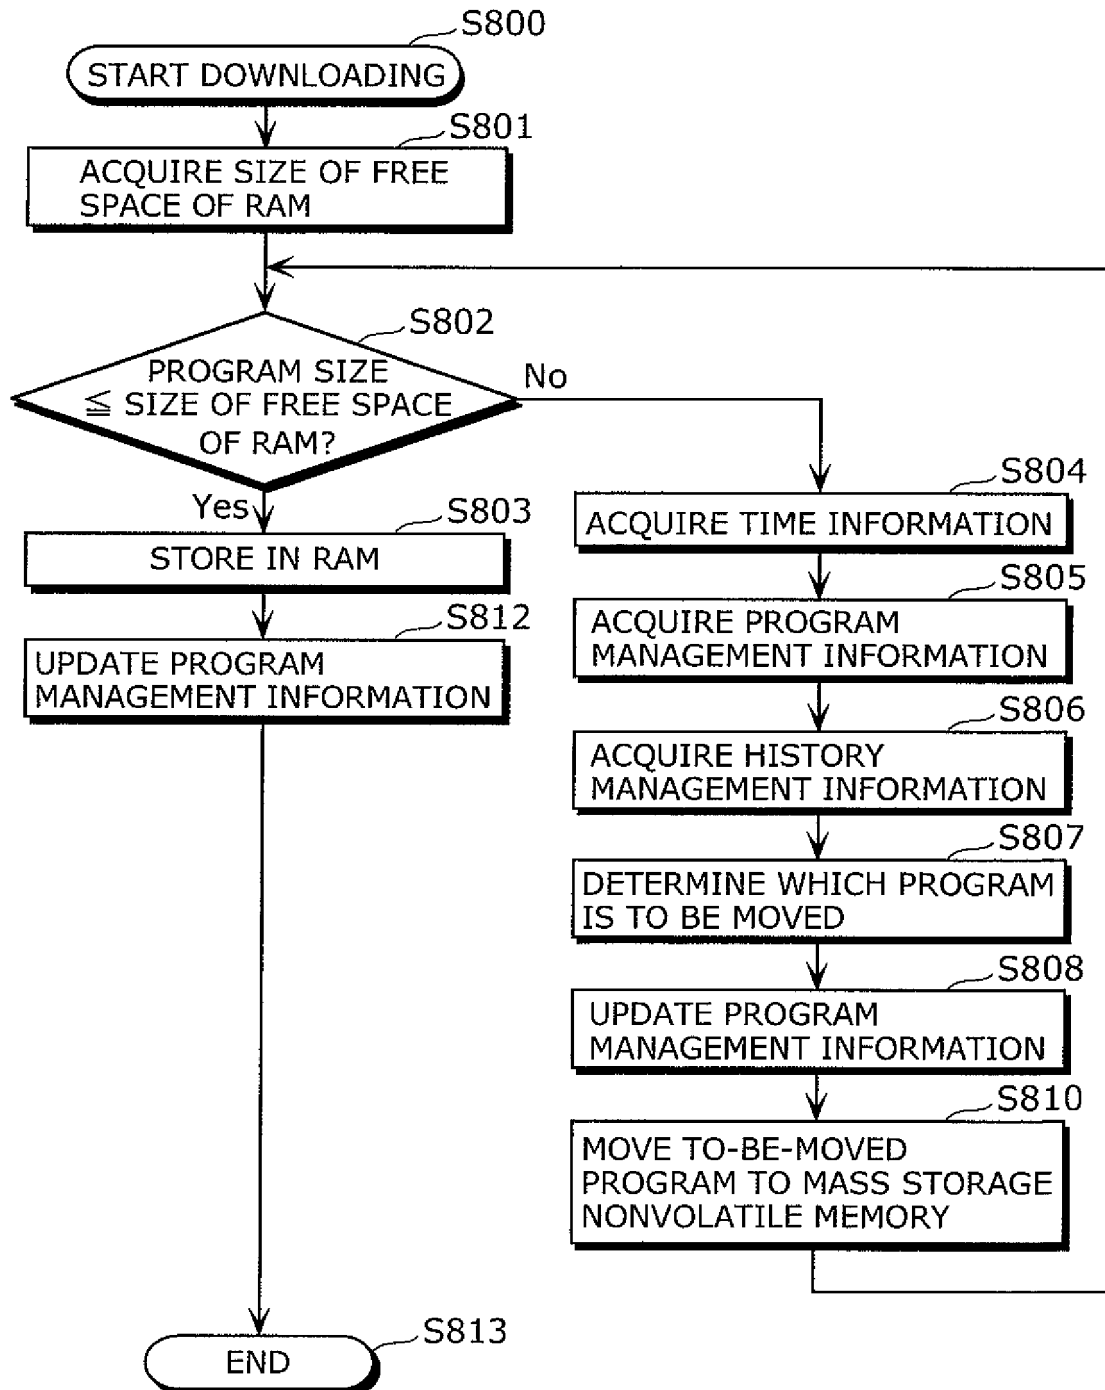 S800
START DOWNLOADING
S801
ACQUIRE SIZE OF FREE
SPACE OF RAM
S802
PROGRAM SIZE
≦ SIZE OF FREE SPACE
OF RAM?
No
Yes
S803
STORE IN RAM
S812
UPDATE PROGRAM
MANAGEMENT INFORMATION
S804
ACQUIRE TIME INFORMATION
S805
ACQUIRE PROGRAM
MANAGEMENT INFORMATION
S806
ACQUIRE HISTORY
MANAGEMENT INFORMATION
S807
DETERMINE WHICH PROGRAM
IS TO BE MOVED
S808
UPDATE PROGRAM
MANAGEMENT INFORMATION
S810
MOVE TO-BE-MOVED
PROGRAM TO MASS STORAGE
NONVOLATILE MEMORY
S813
END